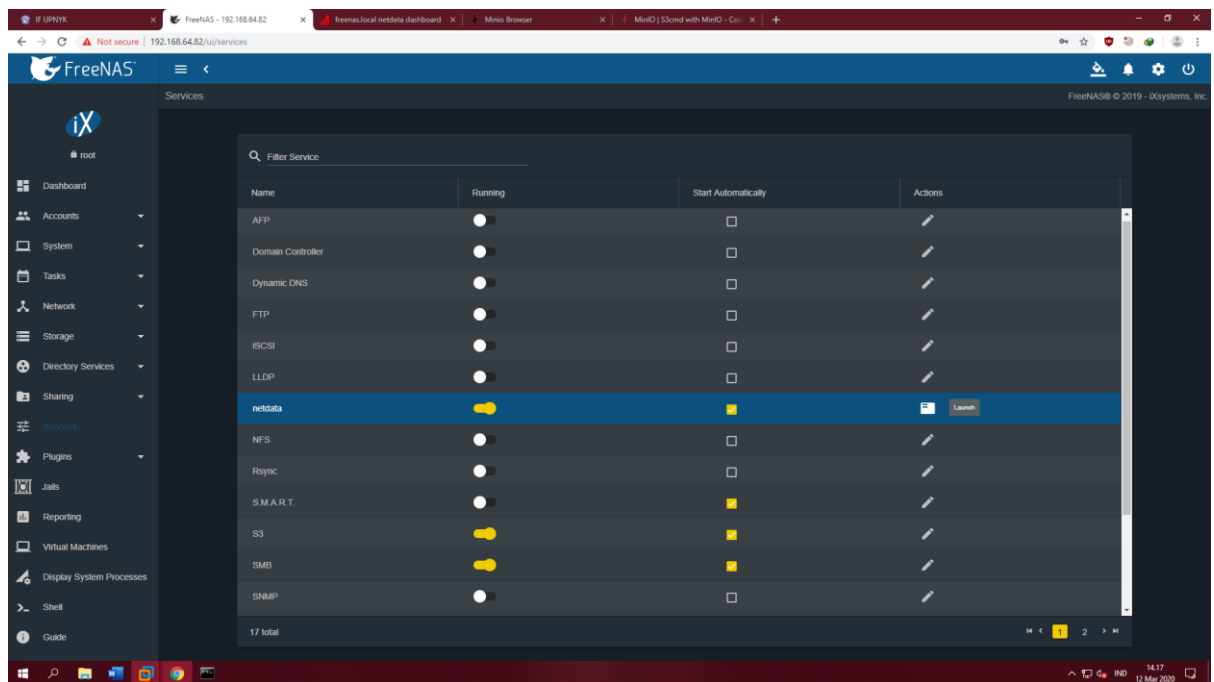 IF UPNYK
FreeNAS - 192.168.64.82
freenas.local netdata dashboard
Minio Browser
MinIO | S3cmd with MinIO - Coo
Not secure | 192.168.64.82/ui/services
FreeNAS
Services
FreeNAS® © 2019 - iXsystems, Inc.
iX
root
Dashboard
Accounts
System
Tasks
Network
Storage
Directory Services
Sharing
Services
Plugins
Jails
Reporting
Virtual Machines
Display System Processes
Shell
Guide
Filter Service
Name Running Start Automatically Actions
AFP
Domain Controller
Dynamic DNS
FTP
iSCSI
LLDP
netdata Launch
NFS
Rsync
S.M.A.R.T.
S3
SMB
SNMP
17 total 1 2
IND 14.17
12 Mar 2020